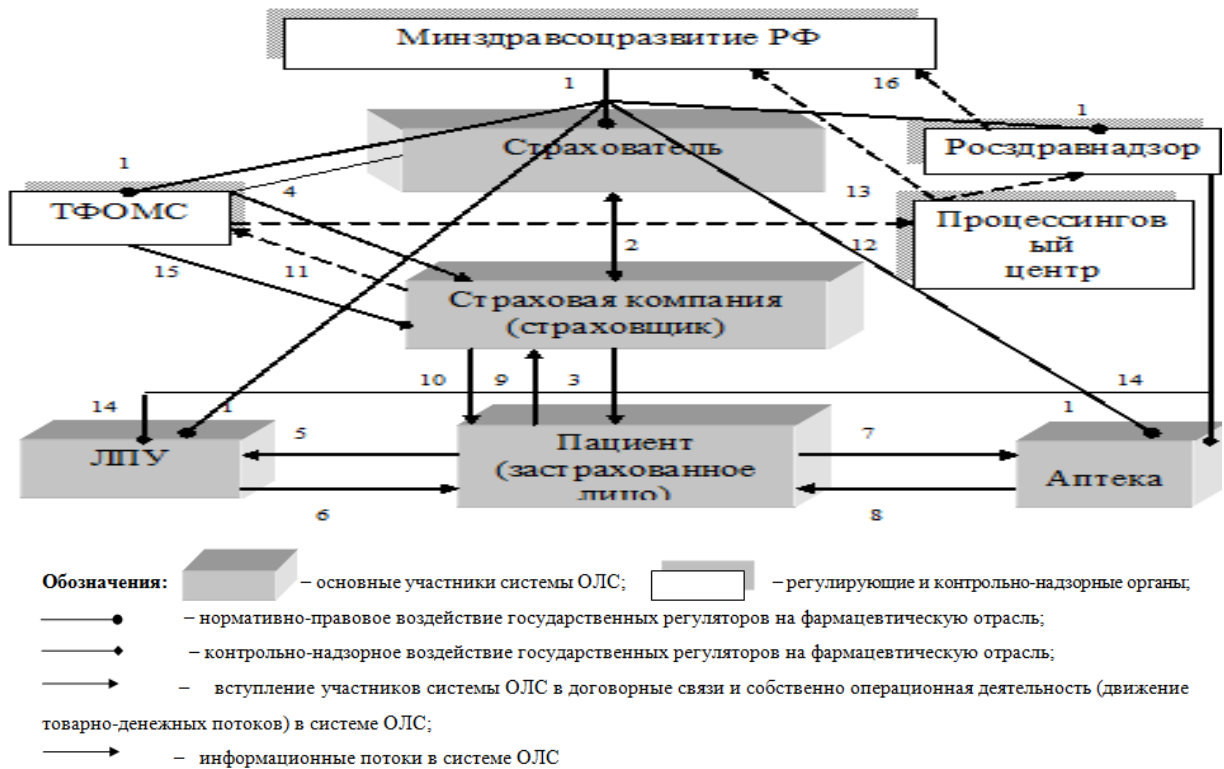 Минздравсоцразвитие РФ
1
16
1
Страхователь
Росздравнадзор
1
4
13
ТФОМС
Процессингов
ый
центр
2
12
15
11
Страховая компания
(страховщик)
10
9
3
14
14
1
1
Пациент
(застрахованное
лицо)
ЛПУ
5
7
Аптека
6
8
Обозначения:
– основные участники системы ОЛС;
– регулирующие и контрольно-надзорные органы;
– нормативно-правовое воздействие государственных регуляторов на фармацевтическую отрасль;
– контрольно-надзорное воздействие государственных регуляторов на фармацевтическую отрасль;
– вступление участников системы ОЛС в договорные связи и собственно операционная деятельность (движение
товарно-денежных потоков) в системе ОЛС;
– информационные потоки в системе ОЛС